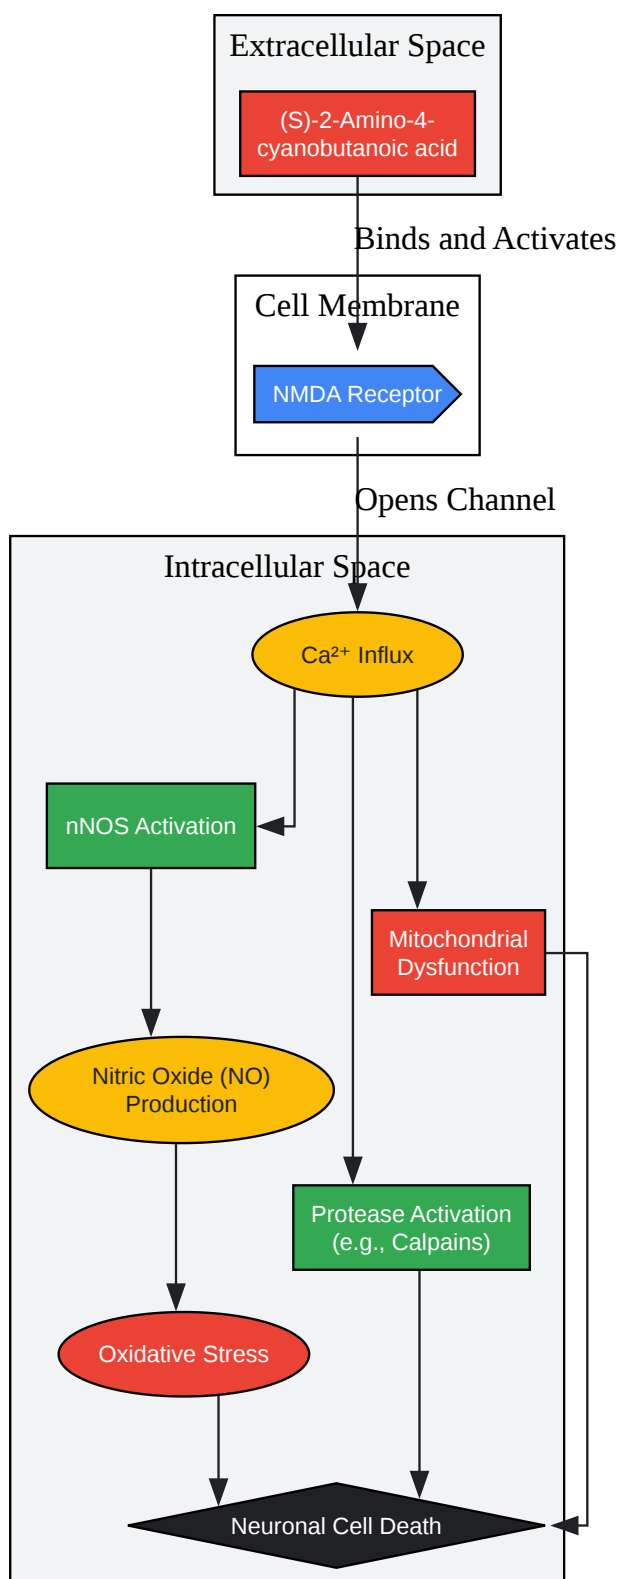 Extracellular Space
(S)-2-Amino-4-
cyanobutanoic acid
Binds and Activates
Cell Membrane
NMDA Receptor
Opens Channel
Intracellular Space
Ca²⁺ Influx
nNOS Activation
Mitochondrial
Dysfunction
Nitric Oxide (NO)
Production
Protease Activation
(e.g., Calpains)
Oxidative Stress
Neuronal Cell Death